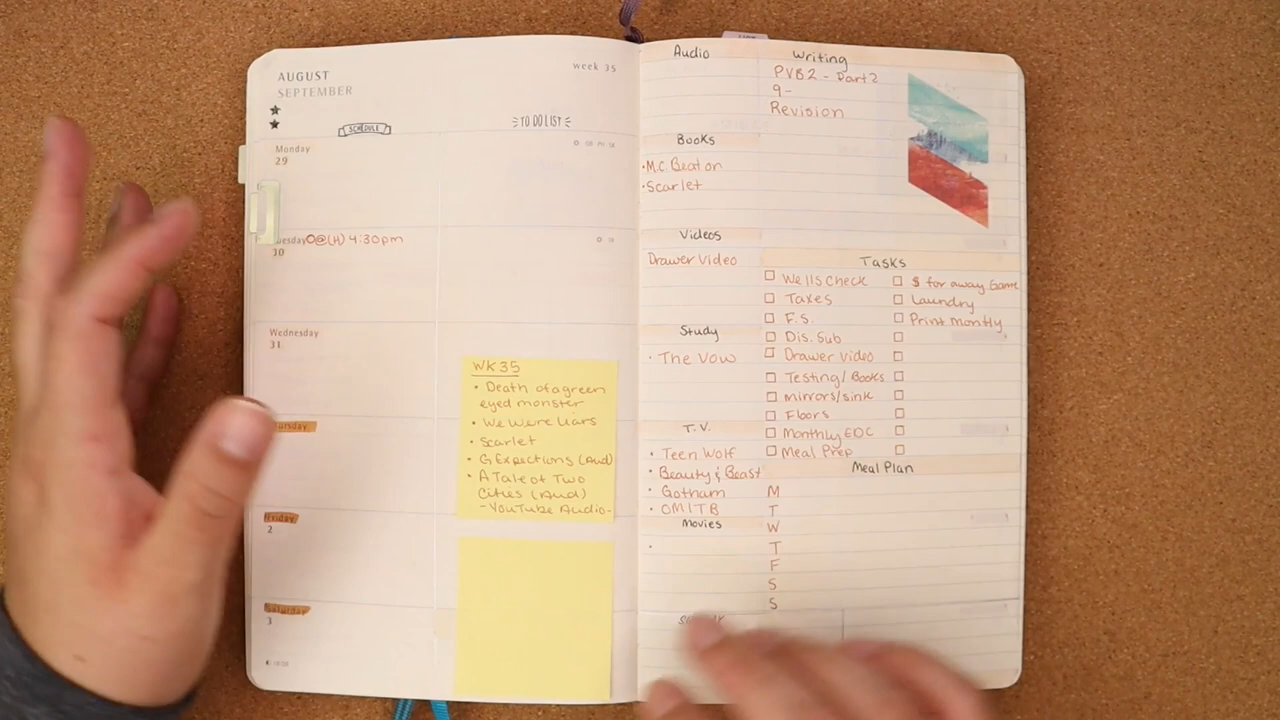 AUGUST
SEPTEMBER
week 35
SCHEDULE
TO DO LIST
Monday
29
Tuesday O@(H) 4:30pm
30
Wednesday
31
Friday
2
Saturday
3
WK 35
• Death of a green
eyed monster
• We Were Liars
• Scarlet
• G Expections (Aud)
• A Tale of Two
Cities (Aud)
- YouTube Audio -
Audio
Books
• M.C. Beaton
• Scarlet
Videos
Drawer Video
Study
• The Vow
T.V.
• Teen Wolf
• Beauty & Beast
• Gotham
• OMITB
Movies
Writing
PVB2 - Part 2
9-
Revision
Tasks
Wells Check
Taxes
F.S.
Dis. Sub
Drawer video
Testing/Books
mirrors/sink
Floors
Monthly EDC
Meal Prep
$ for away Game
Laundry
Print Montly
Meal Plan
M
T
W
T
F
S
S